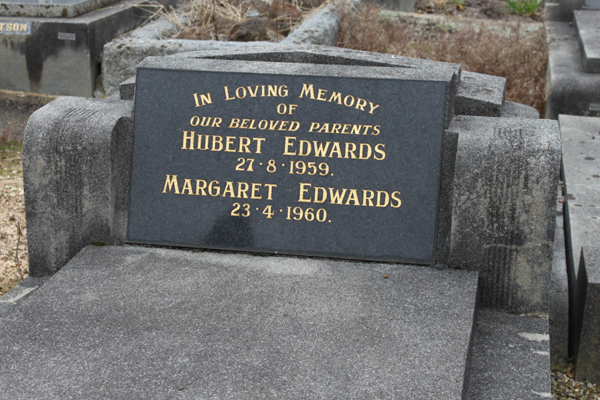 In Loving Memory
OF
OUR BELOVED PARENTS
HUBERT EDWARDS
27·8·1959.
MARGARET EDWARDS
23·4·1960.